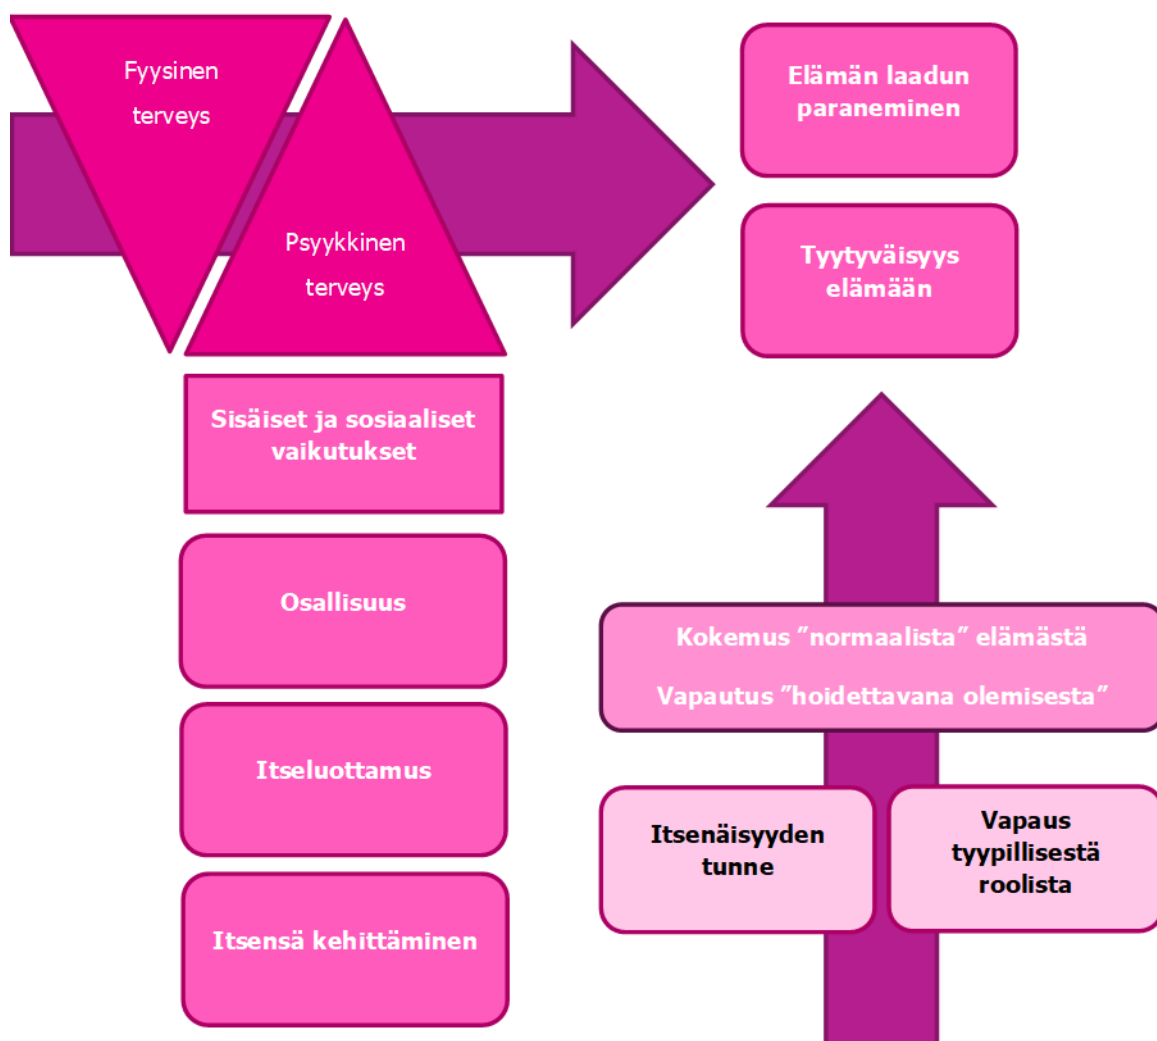 Fyysinen
terveys
Psyykkinen
terveys
Sisäiset ja sosiaaliset
vaikutukset
Osallisuus
Itseluottamus
Itsensä kehittäminen
Elämän laadun
paraneminen
Tyytyväisyys
elämään
Kokemus ”normaalista” elämästä
Vapautus ”hoidettavana olemisesta”
Itsenäisyyden
tunne
Vapaus
tyypillisestä
roolista